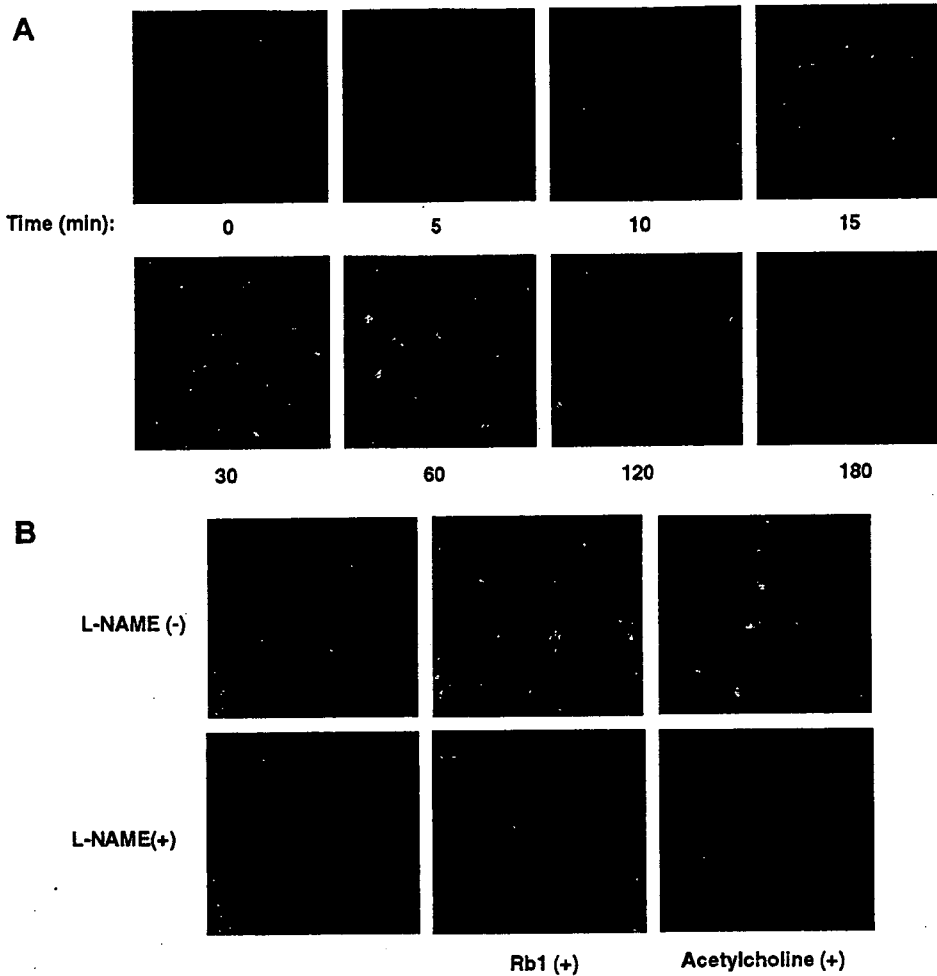 A
Time (min): 0 5 10 15
30 60 120 180
B
L-NAME (-)
L-NAME(+)
Rb1 (+) Acetylcholine (+)